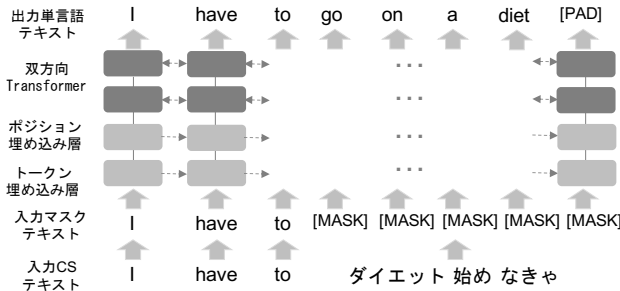 出力単言語
テキスト
I have to go on a diet [PAD]
双方向
Transformer
...
...
ポジション
埋め込み層
...
トークン
埋め込み層
...
入力マスク
テキスト
I have to [MASK] [MASK] [MASK] [MASK] [MASK]
入力CS
テキスト
I have to ダイエット 始め なきゃ